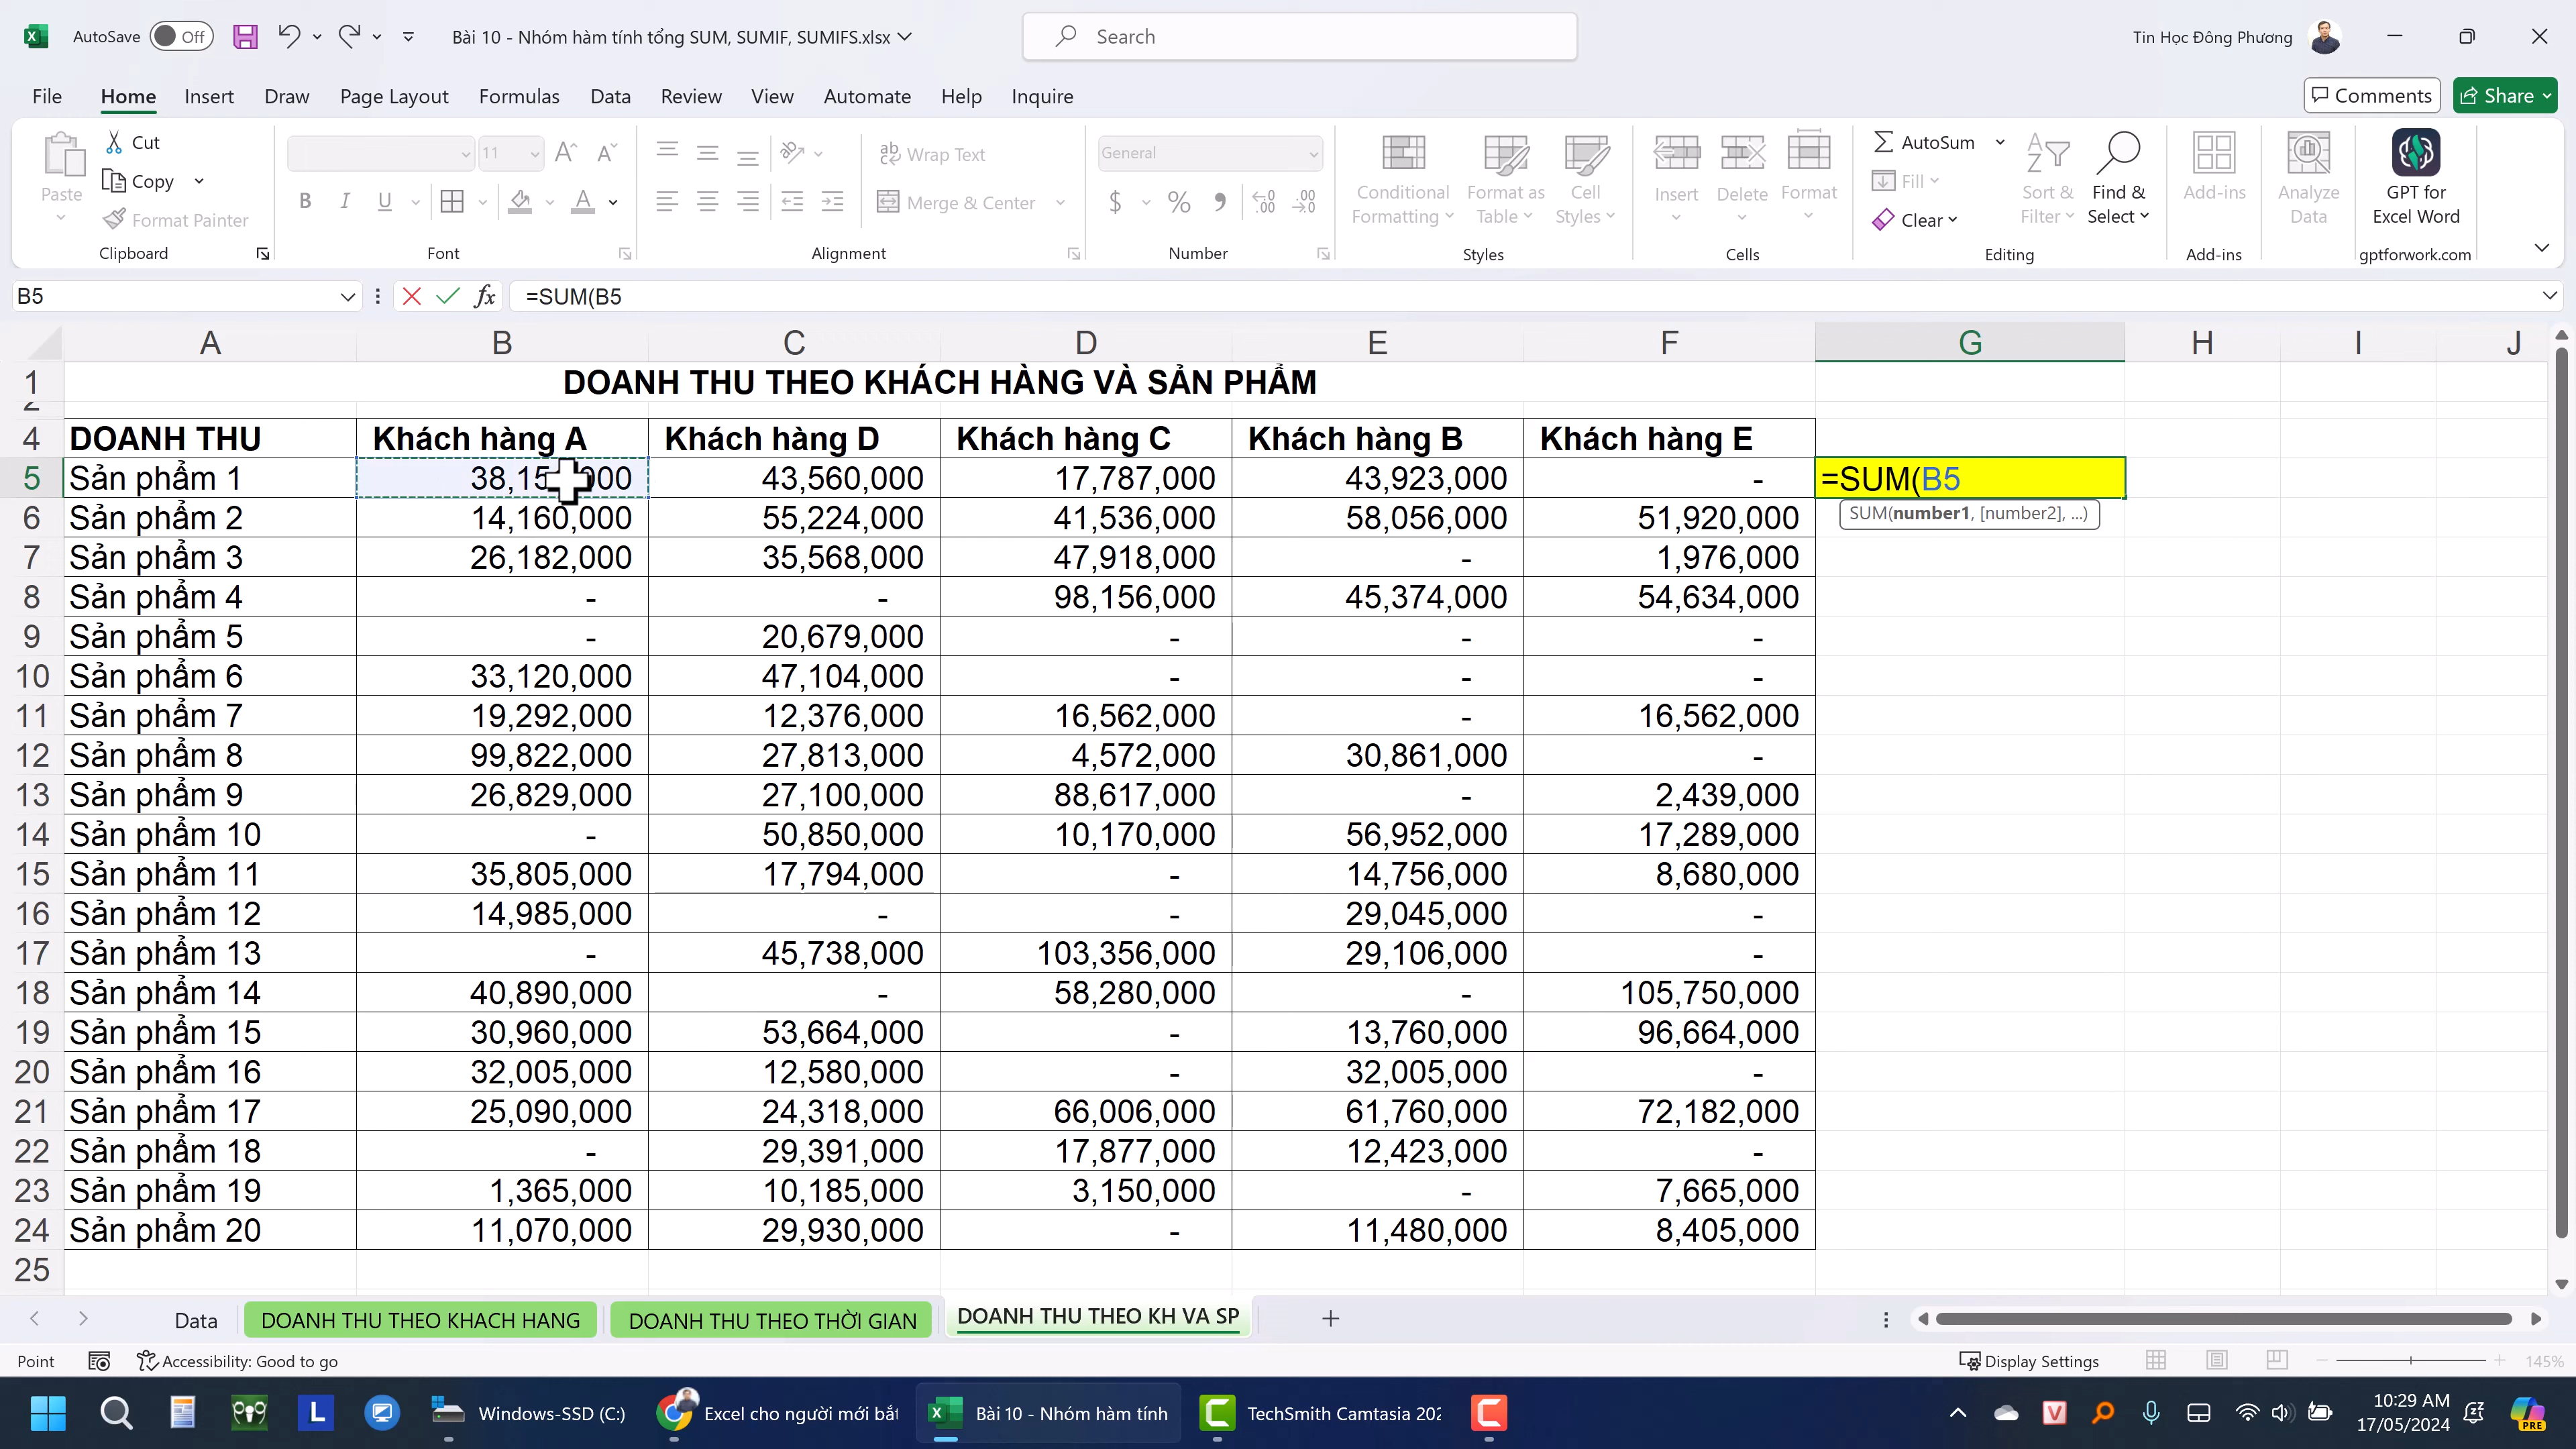 AutoSave Off Bài 10 - Nhóm hàm tính tổng SUM, SUMIF, SUMIFS.xlsx Search Tin Học Đông Phương
File Home Insert Draw Page Layout Formulas Data Review View Automate Help Inquire Comments Share
Paste Cut Copy Format Painter Clipboard
11 B I U A Font
ab Wrap Text Merge & Center Alignment
General $ % Number
Conditional Formatting Format as Table Cell Styles Styles
Insert Delete Format Cells
AutoSum Fill Clear Sort & Filter Find & Select Editing
Add-ins Add-ins
Analyze Data
GPT for Excel Word gptforwork.com
B5 fx =SUM(B5
A B C D E F G H I J
1 DOANH THU THEO KHÁCH HÀNG VÀ SẢN PHẨM
2
4 DOANH THU Khách hàng A Khách hàng D Khách hàng C Khách hàng B Khách hàng E
5 Sản phẩm 1 43,560,000 17,787,000 43,923,000 - =SUM(B5
SUM(number1, [number2], ...)
6 Sản phẩm 2 14,160,000 55,224,000 41,536,000 58,056,000 51,920,000
7 Sản phẩm 3 26,182,000 35,568,000 47,918,000 - 1,976,000
8 Sản phẩm 4 - - 98,156,000 45,374,000 54,634,000
9 Sản phẩm 5 - 20,679,000 - - -
10 Sản phẩm 6 33,120,000 47,104,000 - - -
11 Sản phẩm 7 19,292,000 12,376,000 16,562,000 - 16,562,000
12 Sản phẩm 8 99,822,000 27,813,000 4,572,000 30,861,000 -
13 Sản phẩm 9 26,829,000 27,100,000 88,617,000 - 2,439,000
14 Sản phẩm 10 - 50,850,000 10,170,000 56,952,000 17,289,000
15 Sản phẩm 11 35,805,000 17,794,000 - 14,756,000 8,680,000
16 Sản phẩm 12 14,985,000 - - 29,045,000 -
17 Sản phẩm 13 - 45,738,000 103,356,000 29,106,000 -
18 Sản phẩm 14 40,890,000 - 58,280,000 - 105,750,000
19 Sản phẩm 15 30,960,000 53,664,000 - 13,760,000 96,664,000
20 Sản phẩm 16 32,005,000 12,580,000 - 32,005,000 -
21 Sản phẩm 17 25,090,000 24,318,000 66,006,000 61,760,000 72,182,000
22 Sản phẩm 18 - 29,391,000 17,877,000 12,423,000 -
23 Sản phẩm 19 1,365,000 10,185,000 3,150,000 - 7,665,000
24 Sản phẩm 20 11,070,000 29,930,000 - 11,480,000 8,405,000
25
Data DOANH THU THEO KHACH HANG DOANH THU THEO THỜI GIAN DOANH THU THEO KH VA SP
Point Accessibility: Good to go Display Settings 145%
Windows-SSD (C:) Excel cho người mới bắt Bài 10 - Nhóm hàm tính TechSmith Camtasia 202 10:29 AM
17/05/2024